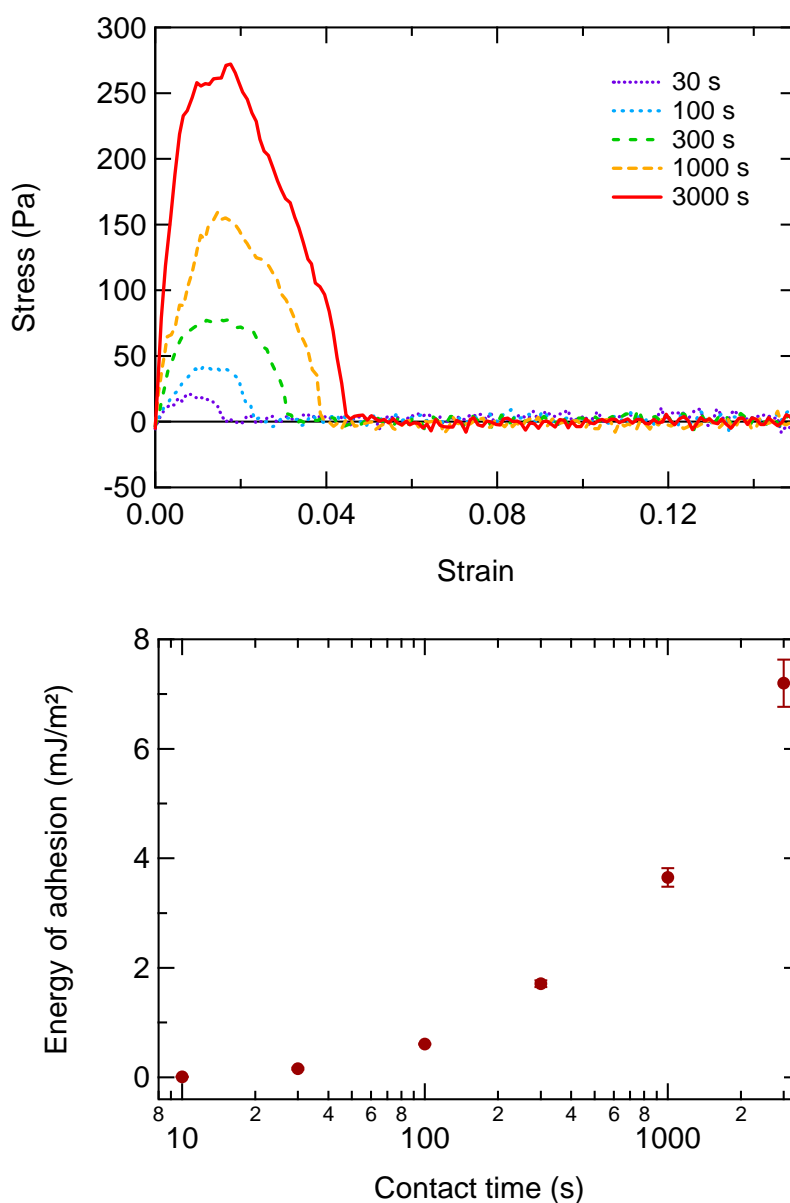 300
250
200
150
100
50
0
-50
Stress (Pa)
30 s
100 s
300 s
1000 s
3000 s
0.00 0.04 0.08 0.12
Strain
8
6
4
2
0
Energy of adhesion (mJ/m²)
8 2 4 6 8 2 4 6 8 2
10 100 1000
Contact time (s)